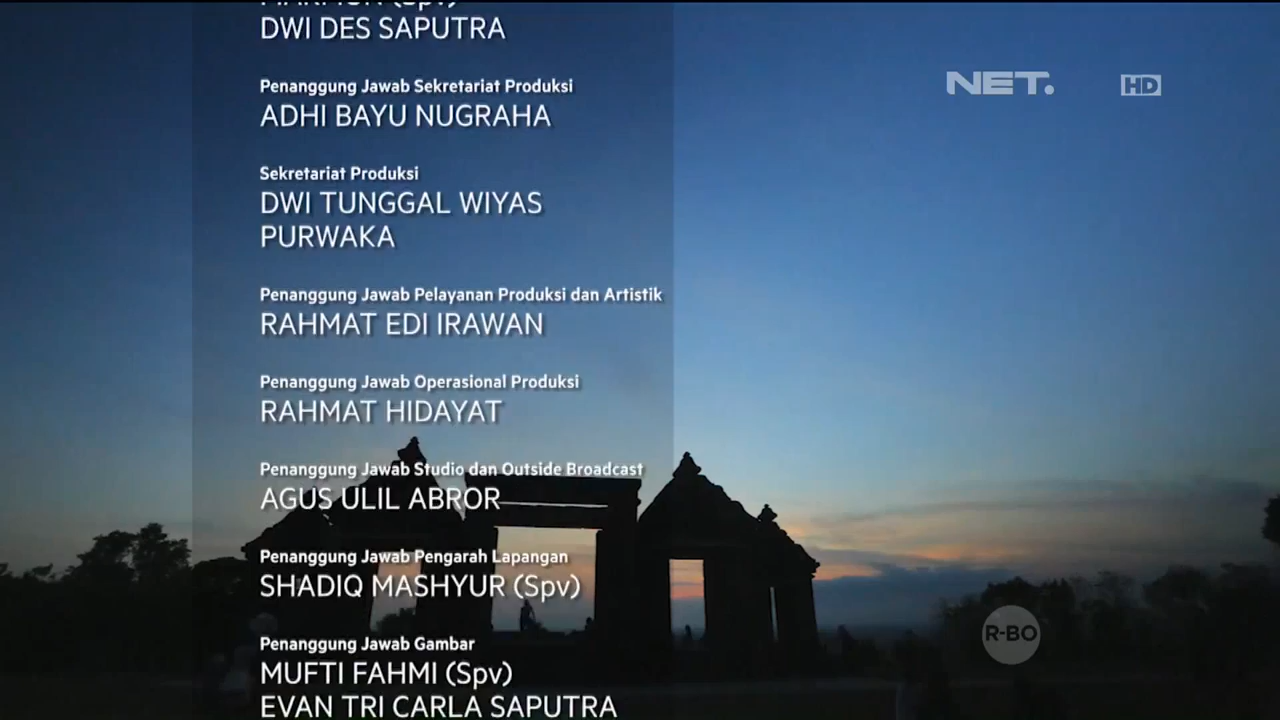 DWI DES SAPUTRA
Penanggung Jawab Sekretariat Produksi
ADHI BAYU NUGRAHA
Sekretariat Produksi
DWI TUNGGAL WIYAS
PURWAKA
Penanggung Jawab Pelayanan Produksi dan Artistik
RAHMAT EDI IRAWAN
Penanggung Jawab Operasional Produksi
RAHMAT HIDAYAT
Penanggung Jawab Studio dan Outside Broadcast
AGUS ULIL ABROR
Penanggung Jawab Pengarah Lapangan
SHADIQ MASHYUR (Spv)
Penanggung Jawab Gambar
MUFTI FAHMI (Spv)
EVAN TRI CARLA SAPUTRA
NET.
HD
R-BO